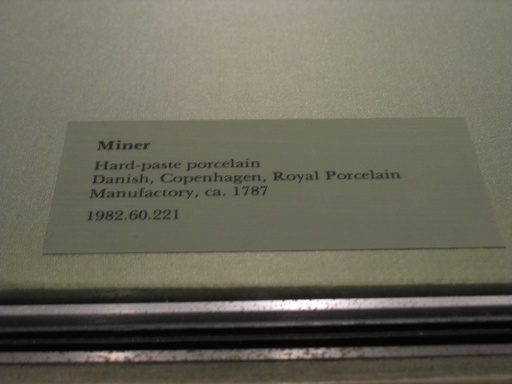 Miner
Hard-paste porcelain
Danish, Copenhagen, Royal Porcelain
Manufactory, ca. 1787
1982.60.221